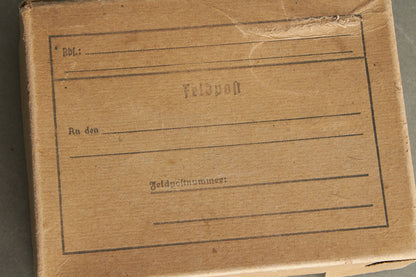 Abs.:
Feldpost
An den
Feldpostnummer: